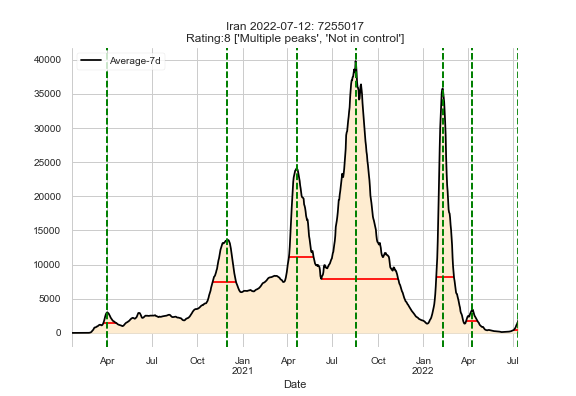 Iran 2022-07-12: 7255017
Rating:8 ['Multiple peaks', 'Not in control']
Average-7d
40000
35000
30000
25000
20000
15000
10000
5000
0
Apr Jul Oct Jan Apr Jul Oct Jan Apr Jul
2021 2022
Date